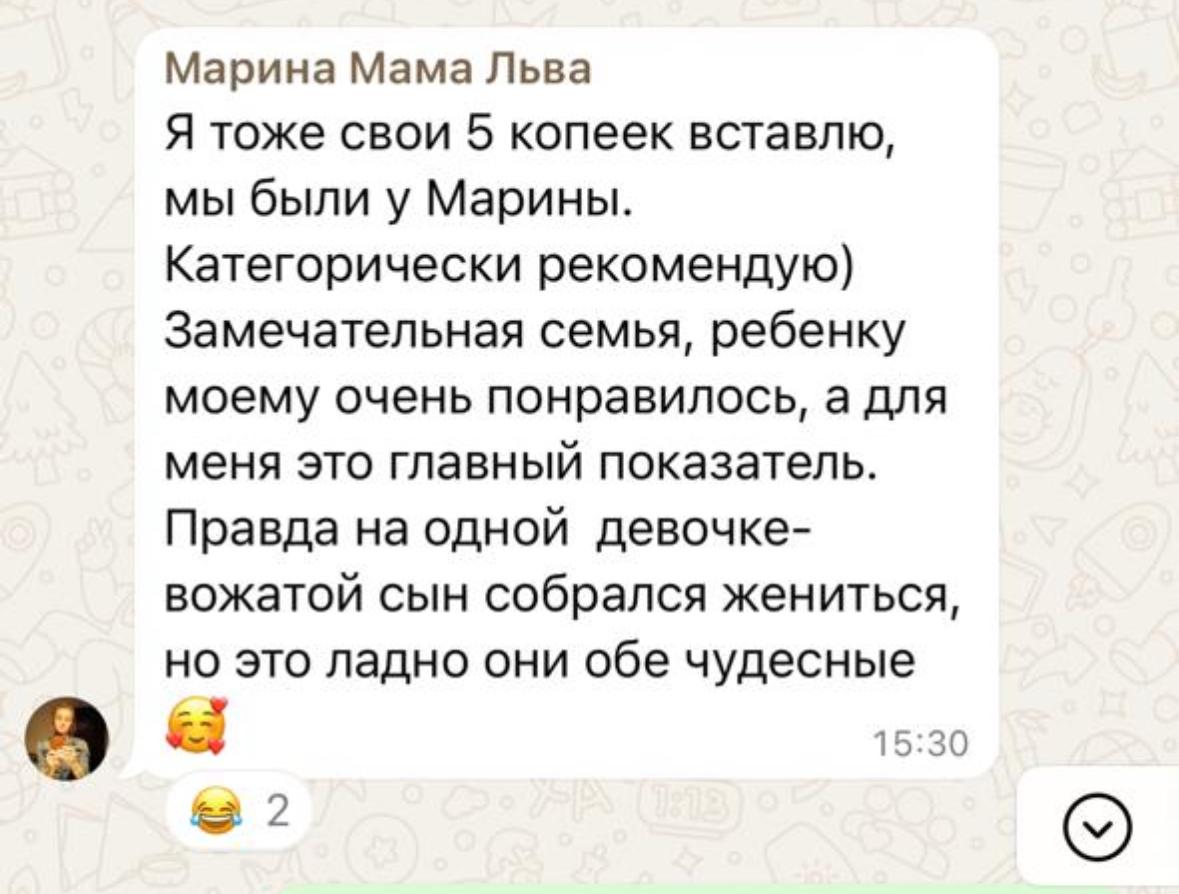 Марина Мама Льва
Я тоже свои 5 копеек вставлю,
мы были у Марины.
Категорически рекомендую)
Замечательная семья, ребенку
моему очень понравилось, а для
меня это главный показатель.
Правда на одной  девочке-
вожатой сын собрался жениться,
но это ладно они обе чудесные
🥰
15:30
😂 2